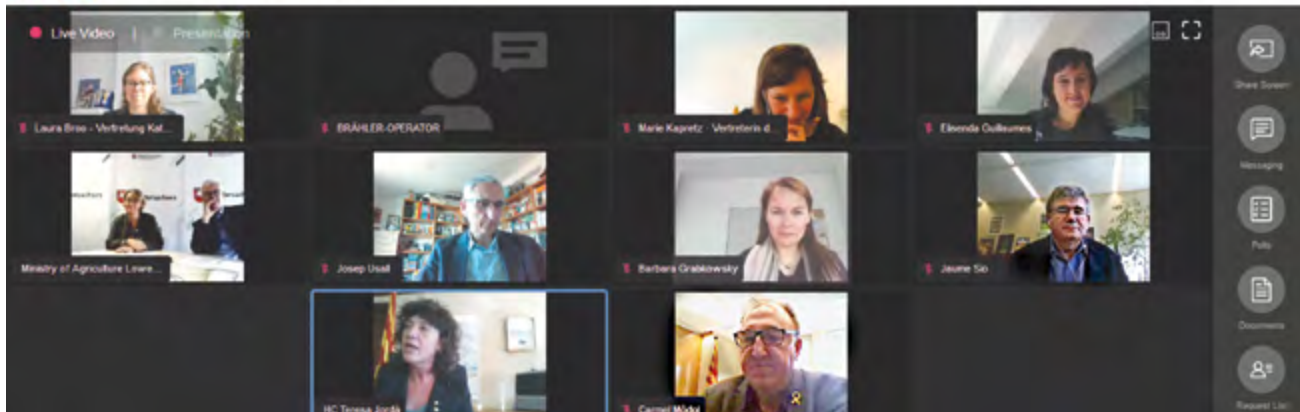 Live Video | Presentation
Laura Broo - Vertretung Kat...
BRÄHLER-OPERATOR
Marie Kapretz - Vertreterin d...
Elisenda Guillaumes
Ministry of Agriculture Lowe...
Josep Usall
Barbara Grabkowsky
Jaume Sio
HC Teresa Jordà
Carmel Mòdol
Share Screen
Messaging
Polls
Documents
Request List